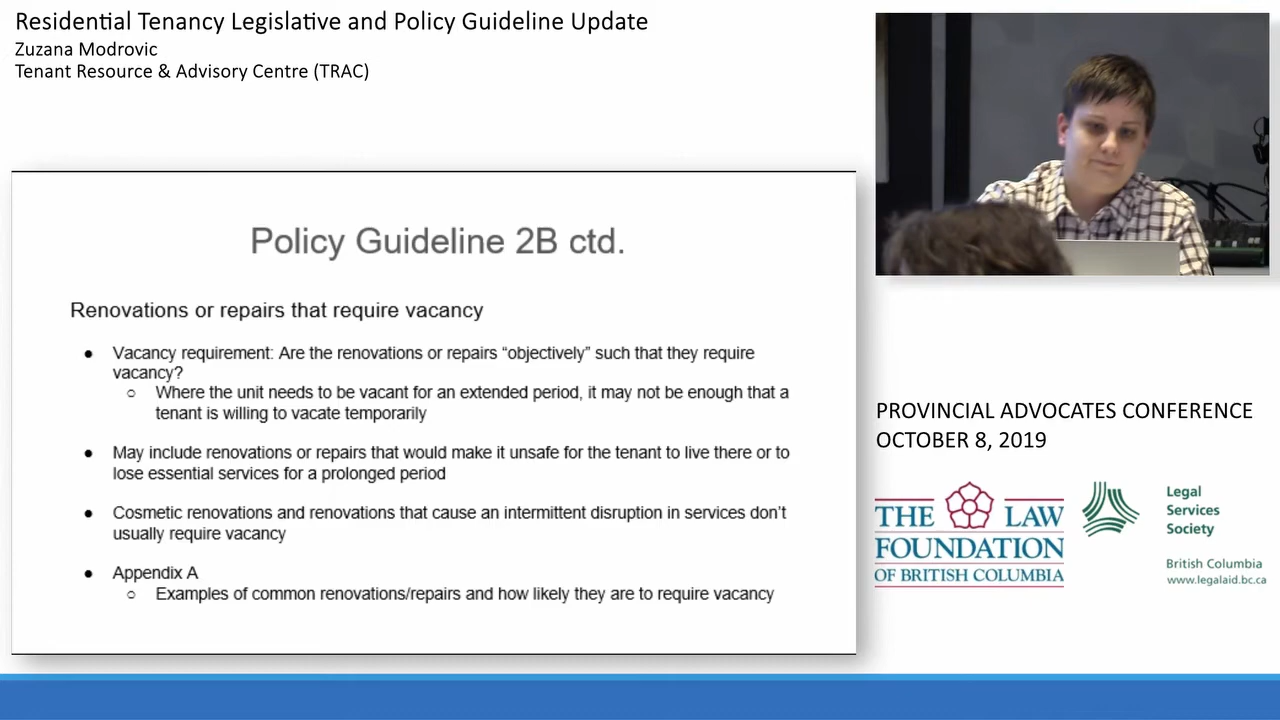 Residential Tenancy Legislative and Policy Guideline Update
Zuzana Modrovic
Tenant Resource & Advisory Centre (TRAC)
Policy Guideline 2B ctd.
Renovations or repairs that require vacancy
● Vacancy requirement: Are the renovations or repairs “objectively” such that they require
vacancy?
○ Where the unit needs to be vacant for an extended period, it may not be enough that a
tenant is willing to vacate temporarily
● May include renovations or repairs that would make it unsafe for the tenant to live there or to
lose essential services for a prolonged period
● Cosmetic renovations and renovations that cause an intermittent disruption in services don’t
usually require vacancy
● Appendix A
○ Examples of common renovations/repairs and how likely they are to require vacancy
PROVINCIAL ADVOCATES CONFERENCE
OCTOBER 8, 2019
THE LAW
FOUNDATION
OF BRITISH COLUMBIA
Legal
Services
Society
British Columbia
www.legalaid.bc.ca